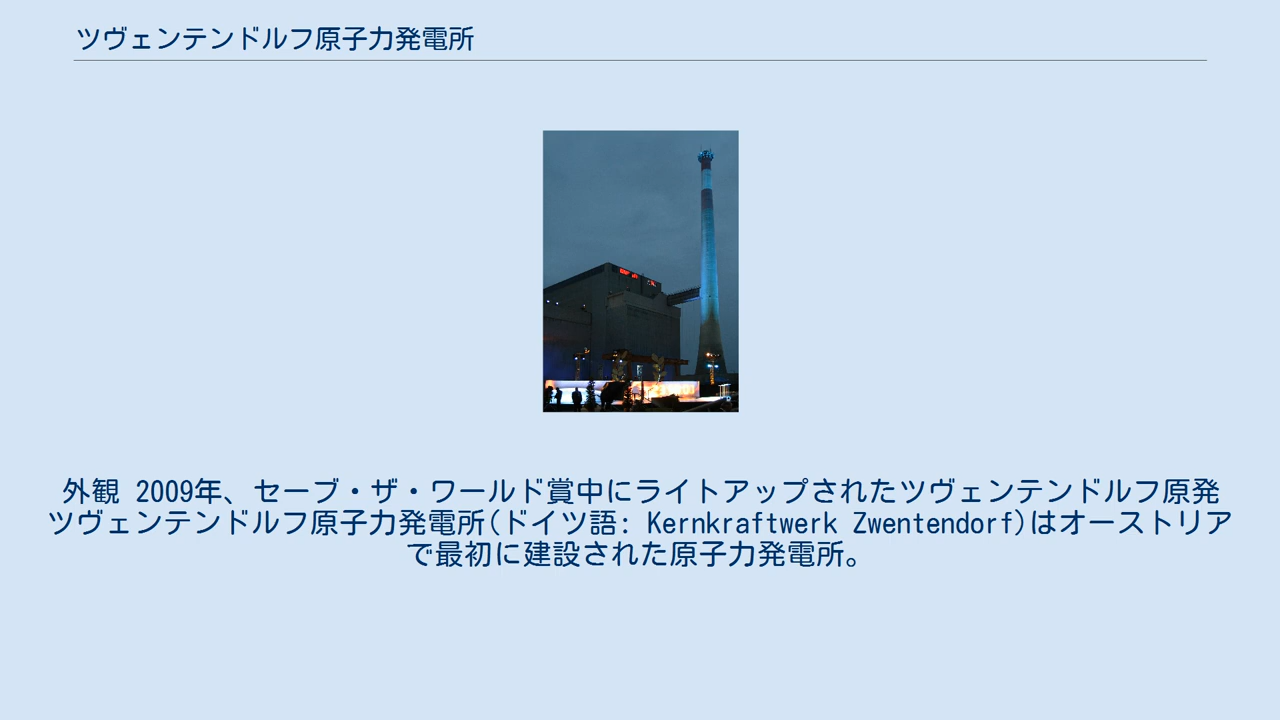 ツヴェンテンドルフ原子力発電所
外観 2009年、セーブ・ザ・ワールド賞中にライトアップされたツヴェンテンドルフ原発
ツヴェンテンドルフ原子力発電所(ドイツ語: Kernkraftwerk Zwentendorf)はオーストリア
で最初に建設された原子力発電所。